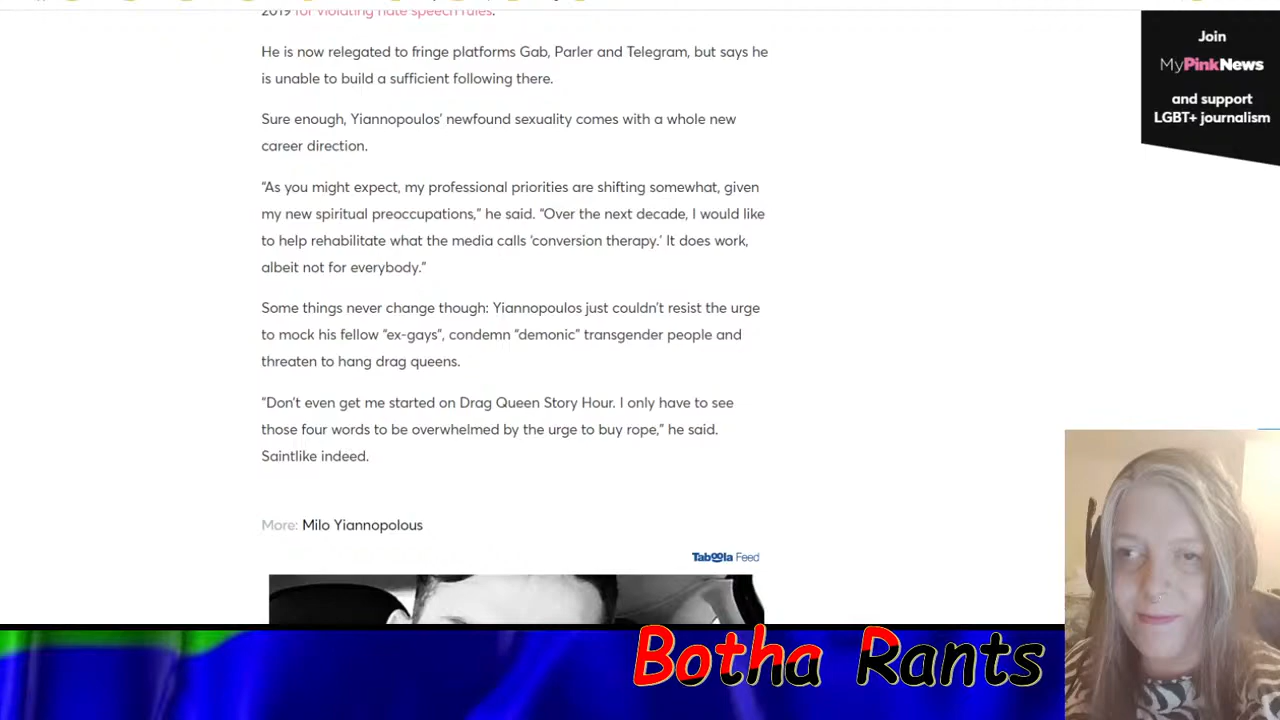 2019 for violating hate speech rules.
He is now relegated to fringe platforms Gab, Parler and Telegram, but says he
is unable to build a sufficient following there.
Sure enough, Yiannopoulos’ newfound sexuality comes with a whole new
career direction.
“As you might expect, my professional priorities are shifting somewhat, given
my new spiritual preoccupations,” he said. “Over the next decade, I would like
to help rehabilitate what the media calls ‘conversion therapy.’ It does work,
albeit not for everybody.”
Some things never change though: Yiannopoulos just couldn’t resist the urge
to mock his fellow “ex-gays”, condemn “demonic” transgender people and
threaten to hang drag queens.
“Don’t even get me started on Drag Queen Story Hour. I only have to see
those four words to be overwhelmed by the urge to buy rope,” he said.
Saintlike indeed.
More: Milo Yiannopolous
Taboola Feed
Join
MyPinkNews
and support
LGBT+ journalism
Botha Rants